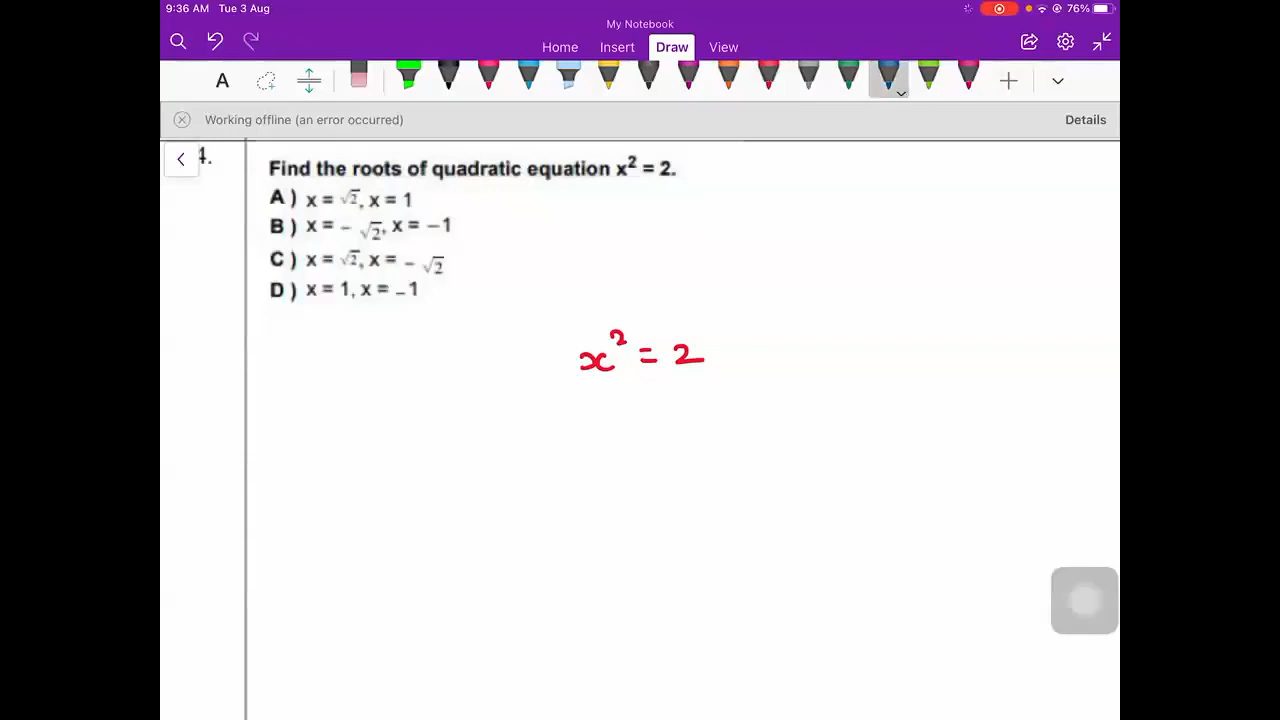 9:36 AM Tue 3 Aug 76%
My Notebook
Home Insert Draw View
A
Working offline (an error occurred) Details
4.
Find the roots of quadratic equation x² = 2.
A ) x = √2, x = 1
B ) x = − √2, x = −1
C ) x = √2, x = − √2
D ) x = 1, x = −1
x² = 2